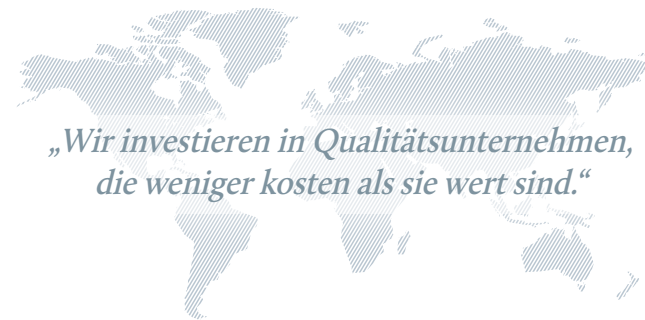 „Wir investieren in Qualitätsunternehmen,
die weniger kosten als sie wert sind.“